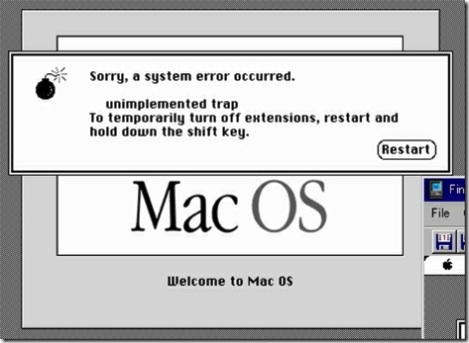 Sorry, a system error occurred.
unimplemented trap
To temporarily turn off extensions, restart and
hold down the shift key.
Restart
Mac OS
Welcome to Mac OS
Fin
File